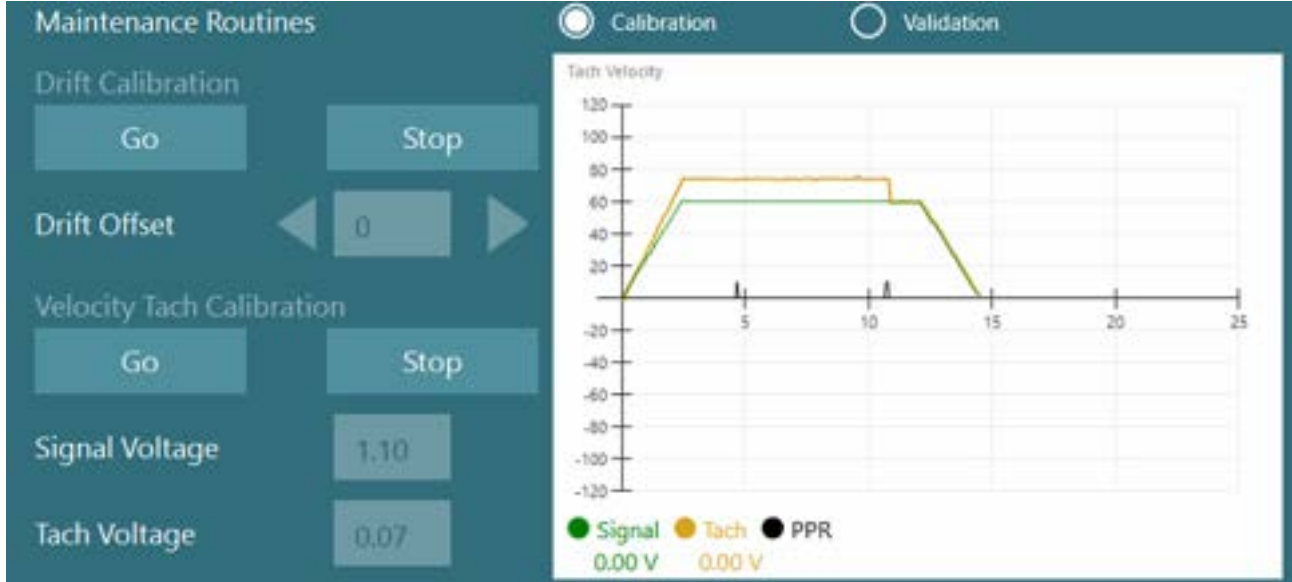 Maintenance Routines
Calibration
Validation
Drift Calibration
Go
Stop
Drift Offset
0
Velocity Tach Calibration
Go
Stop
Signal Voltage
1.10
Tach Voltage
0.07
Tach Velocity
120
100
80
60
40
20
-20
-40
-60
-80
-100
-120
5
10
15
20
25
Signal Tach PPR
0.00 V 0.00 V